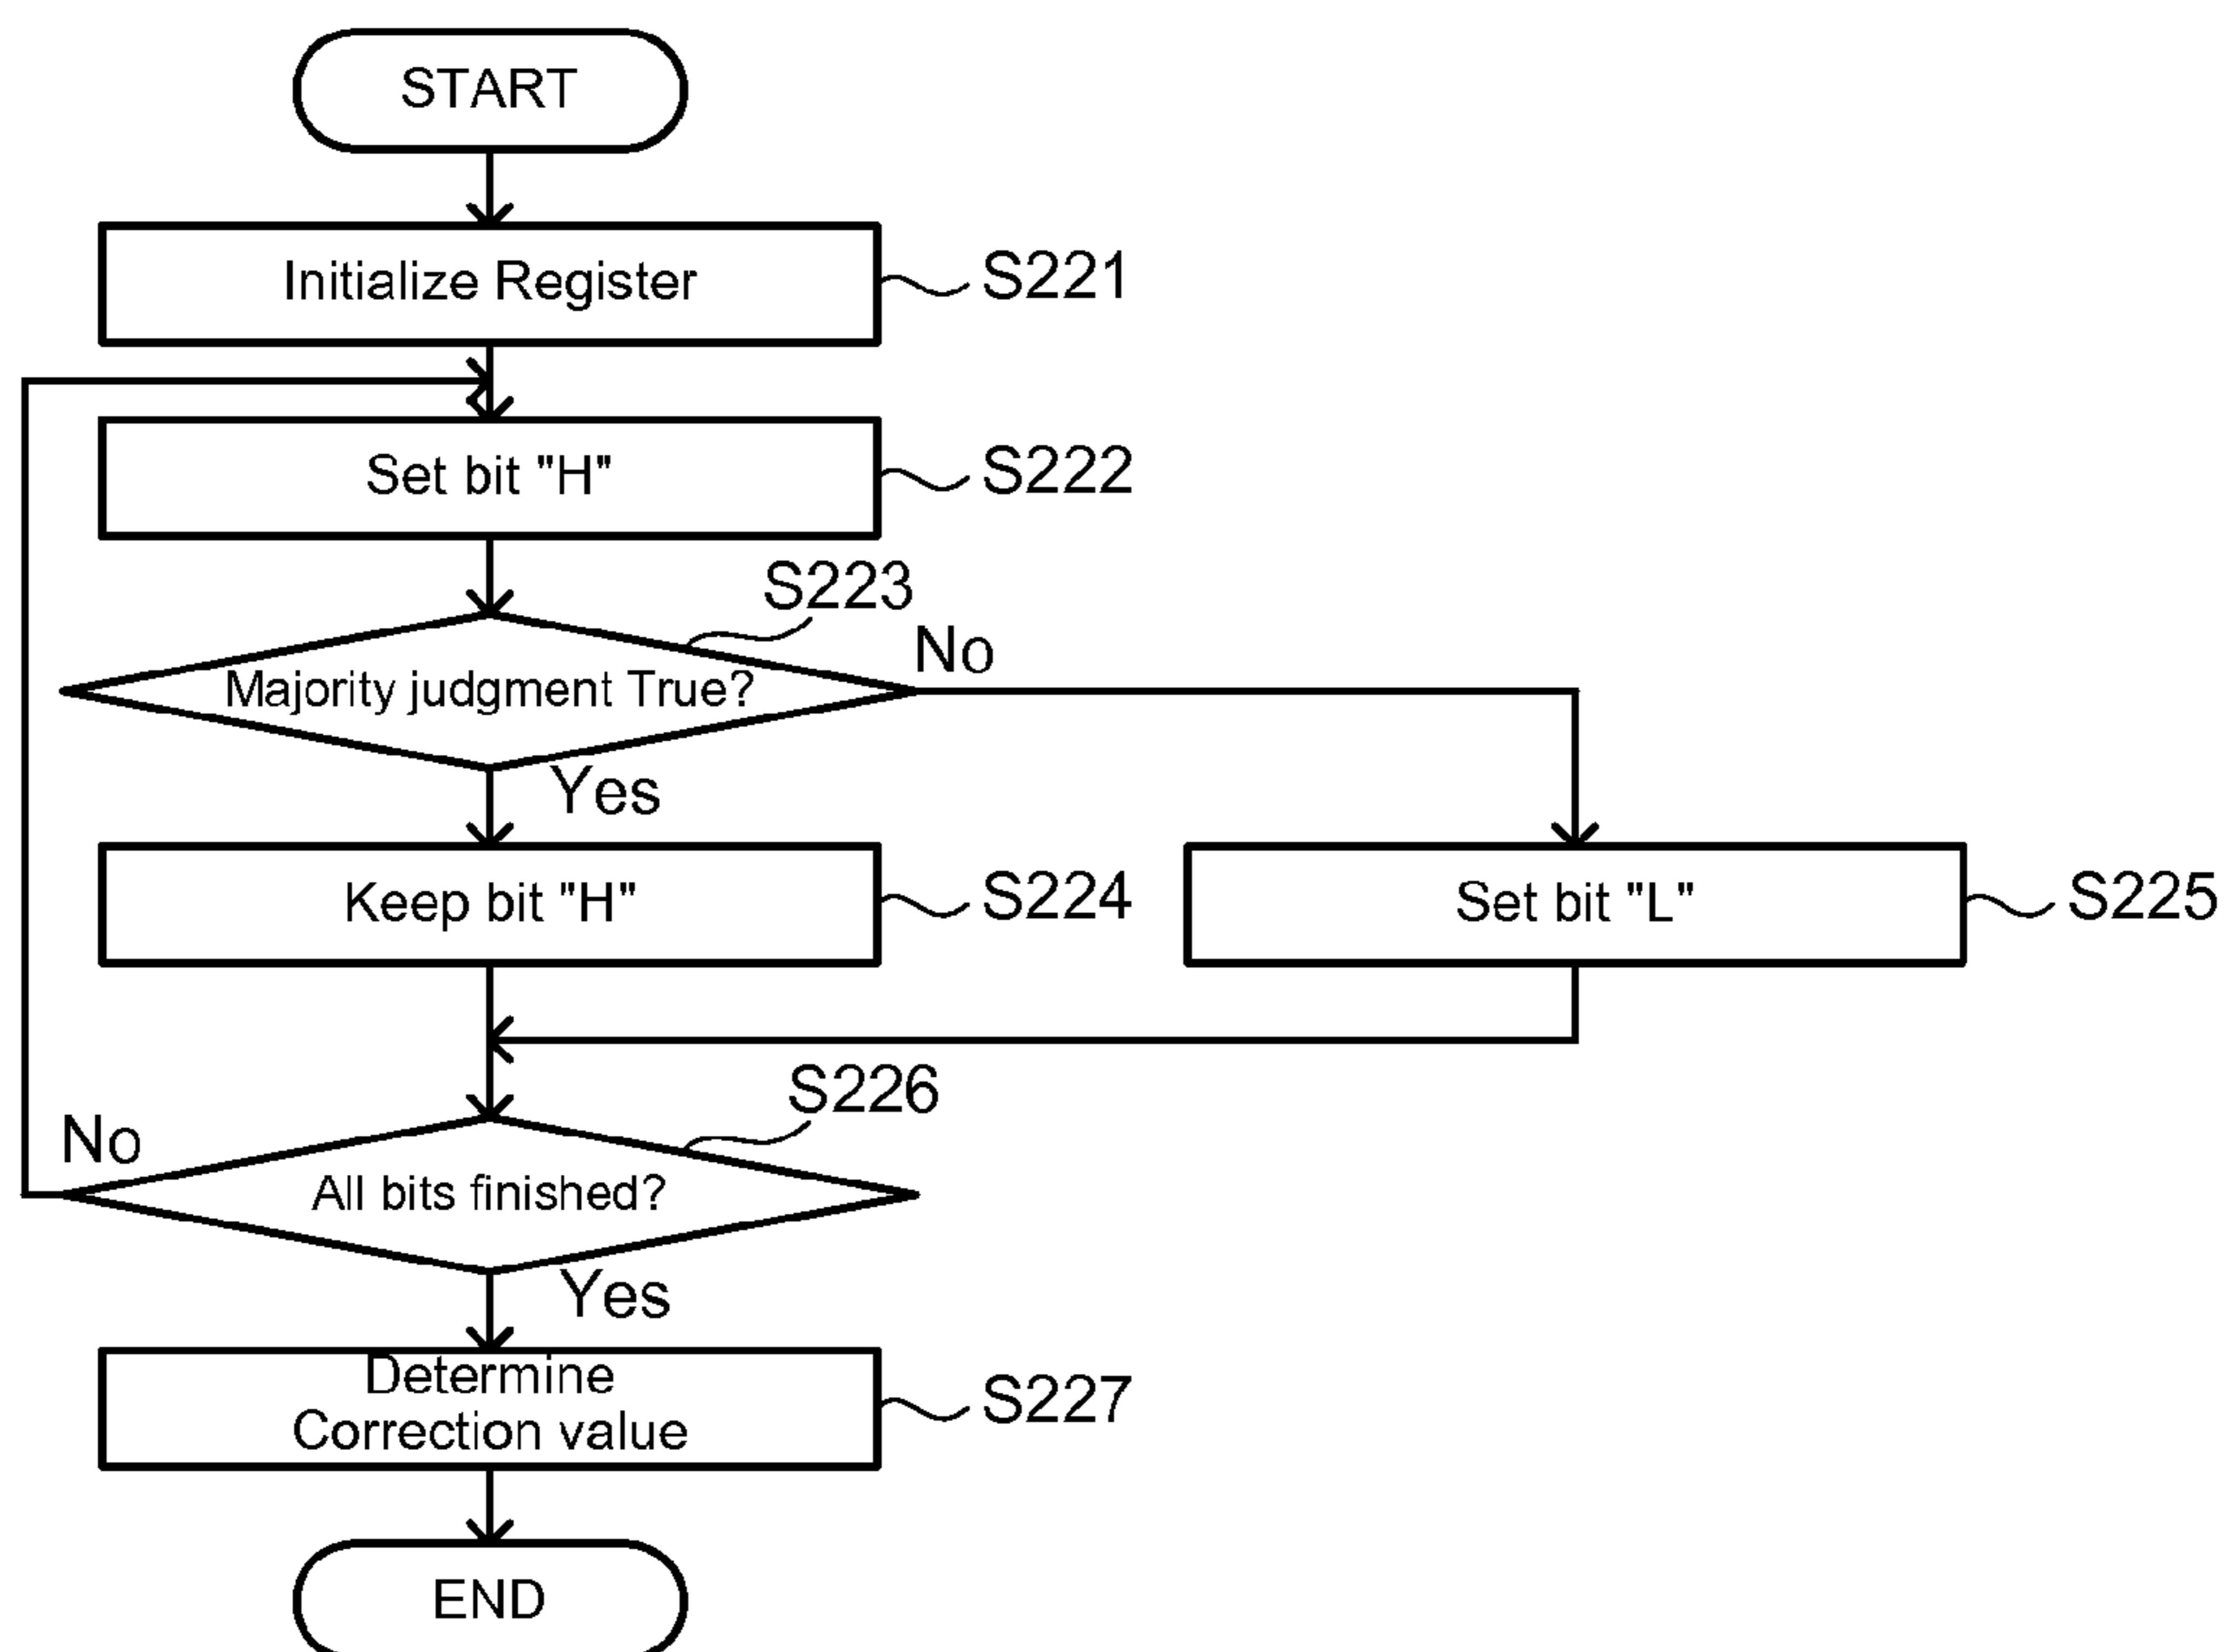 START
Initialize Register
S221
Set bit "H"
S222
S223
Majority judgment True?
No
Yes
Keep bit "H"
S224
Set bit "L"
S225
S226
No
All bits finished?
Yes
Determine
Correction value
S227
END